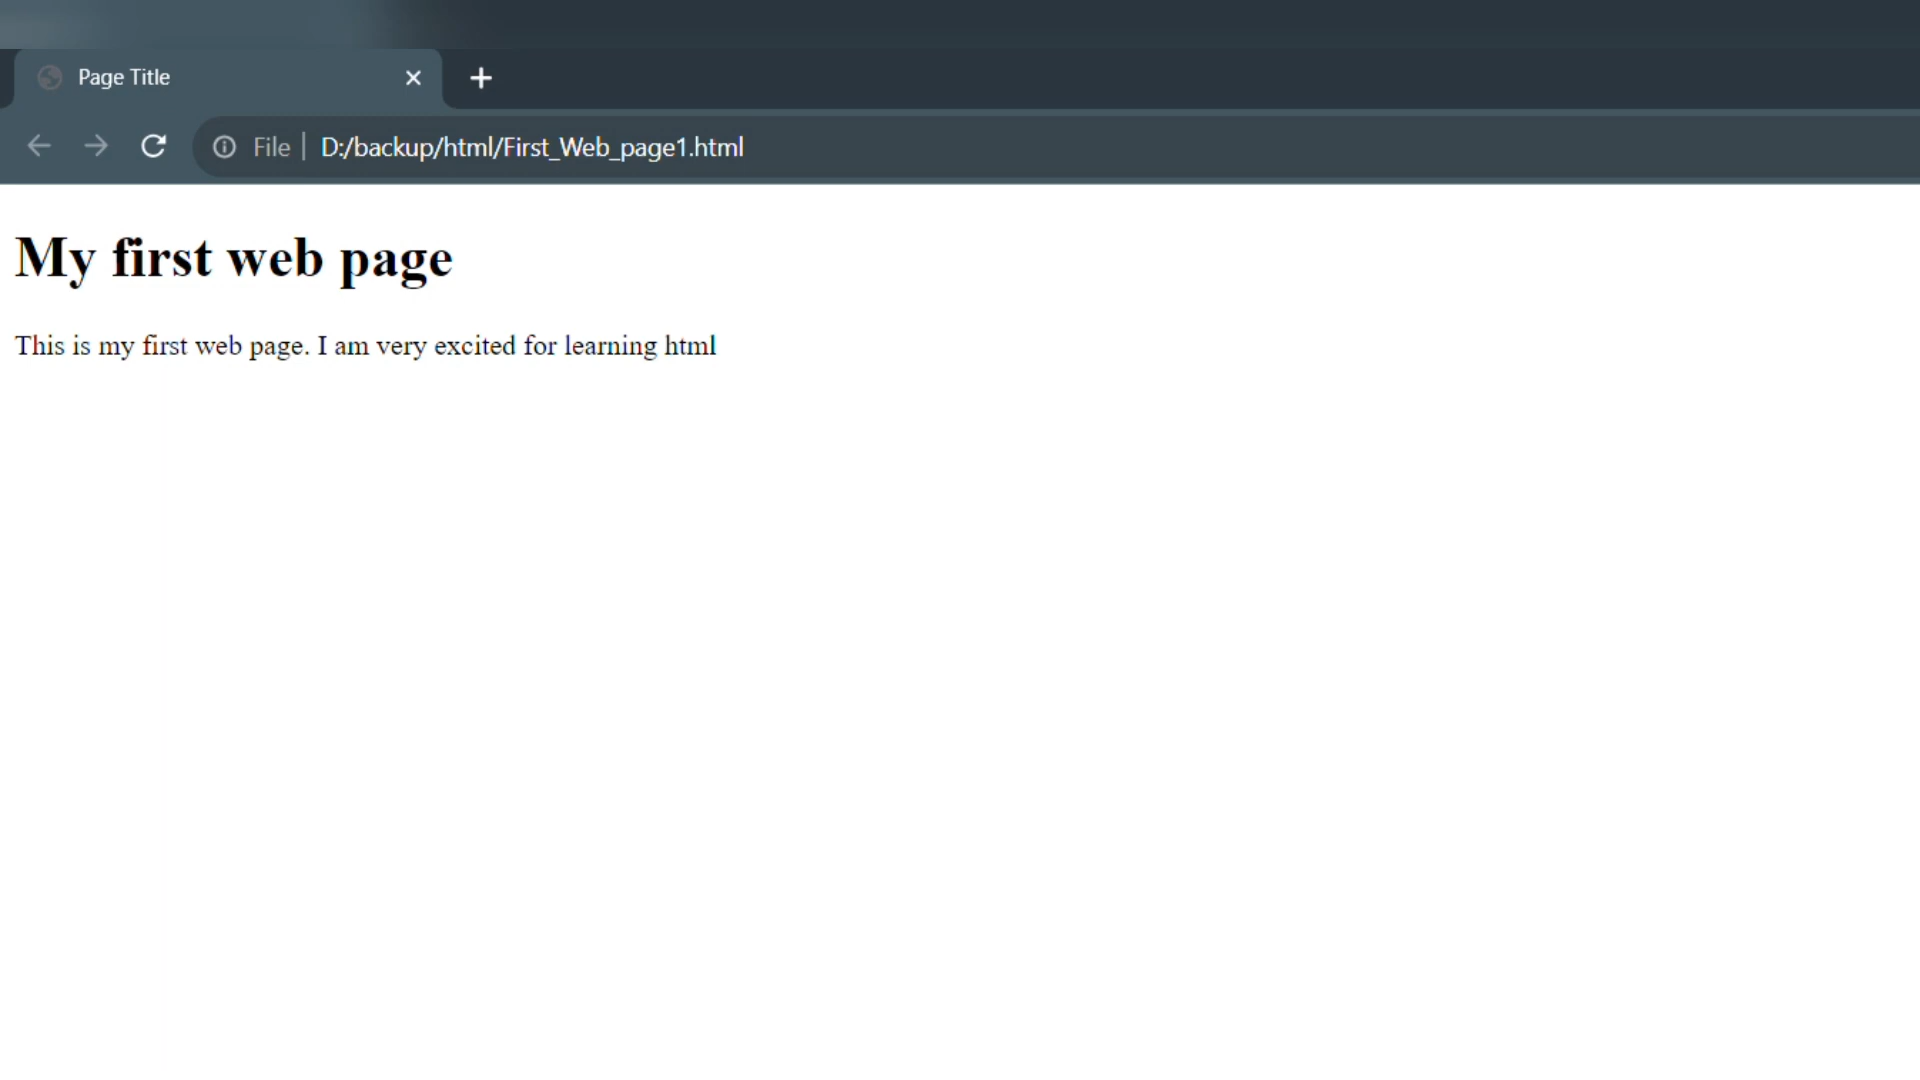 Page Title
File D:/backup/html/First_Web_page1.html
My first web page
This is my first web page. I am very excited for learning html